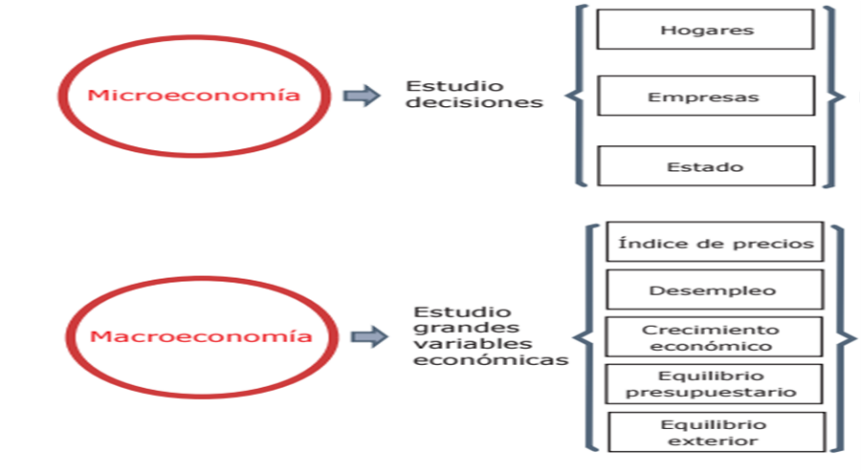 Microeconomía
Estudio
decisiones
Hogares
Empresas
Estado
Macroeconomía
Estudio
grandes
variables
económicas
Índice de precios
Desempleo
Crecimiento
económico
Equilibrio
presupuestario
Equilibrio
exterior